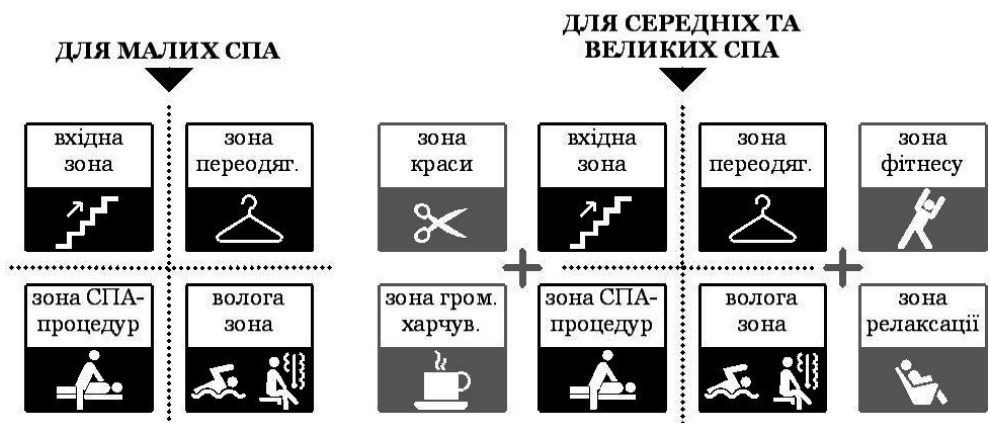 ДЛЯ МАЛИХ СПА
вхідна
зона
зона
переодяг.
зона СПА-
процедур
волога
зона
ДЛЯ СЕРЕДНІХ ТА
ВЕЛИКИХ СПА
зона
краси
вхідна
зона
зона
переодяг.
зона
фітнесу
зона гром.
харчув.
зона СПА-
процедур
волога
зона
зона
релаксації